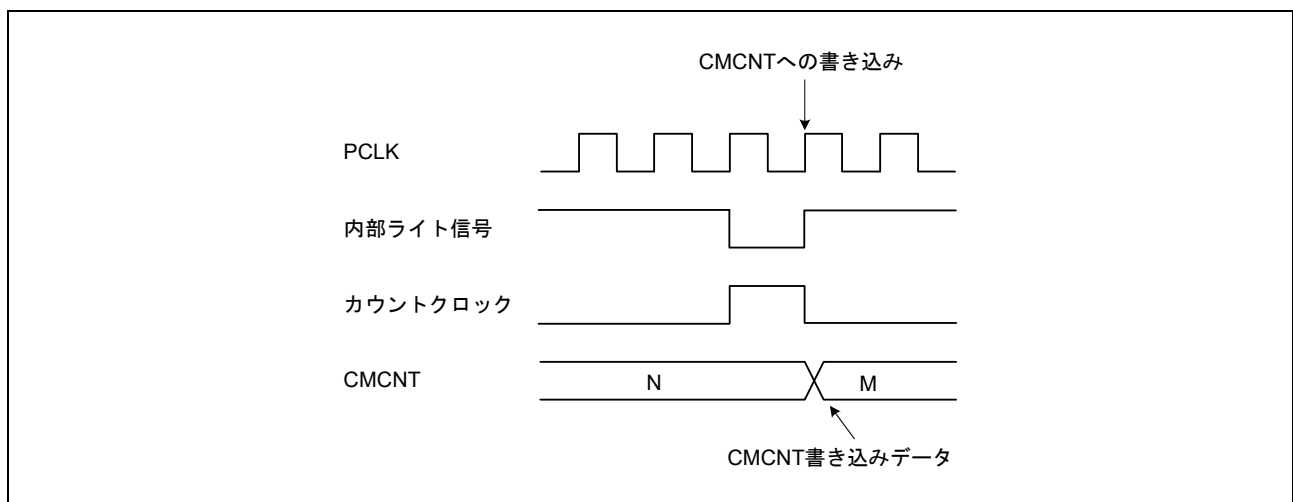 CMCNTへの書き込み
PCLK
内部ライト信号
カウントクロック
CMCNT
N
M
CMCNT書き込みデータ